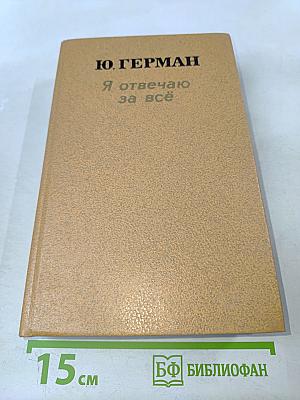 Ю. ГЕРМАН
Я отвечаю
за всё
15 см
БФ БИБЛИОФАН